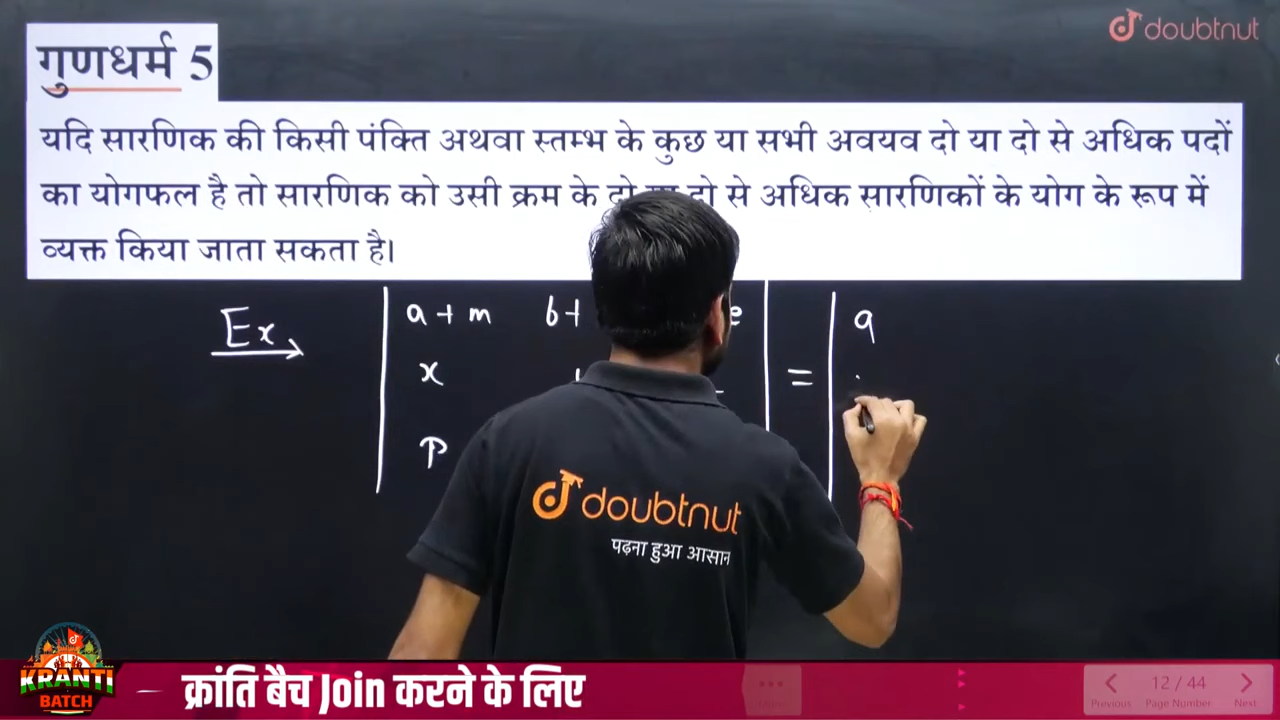 doubtnut
गुणधर्म 5
यदि सारणिक की किसी पंक्ति अथवा स्तम्भ के कुछ या सभी अवयव दो या दो से अधिक पदों
का योगफल है तो सारणिक को उसी क्रम के दो या दो से अधिक सारणिकों के योग के रूप में
व्यक्त किया जाता सकता है।
Ex
a + m b + e = a
x
p
doubtnut
पढ़ना हुआ आसान
KRANTI
BATCH
क्रांति बैच Join करने के लिए
12 / 44
Previous Page Number Next